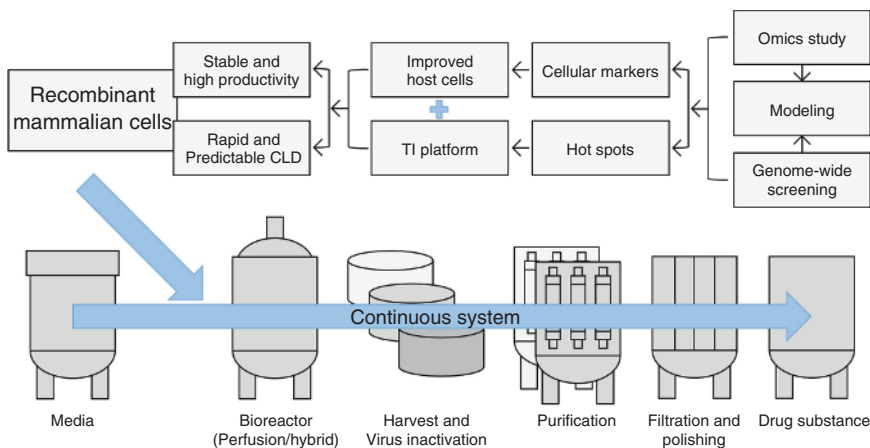 Stable and
high productivity
Improved
host cells
Cellular markers
Omics study
Recombinant
mammalian cells
Modeling
Rapid and
Predictable CLD
TI platform
Hot spots
Genome-wide
screening
Continuous system
Media
Bioreactor
(Perfusion/hybrid)
Harvest and
Virus inactivation
Purification
Filtration and
polishing
Drug substance